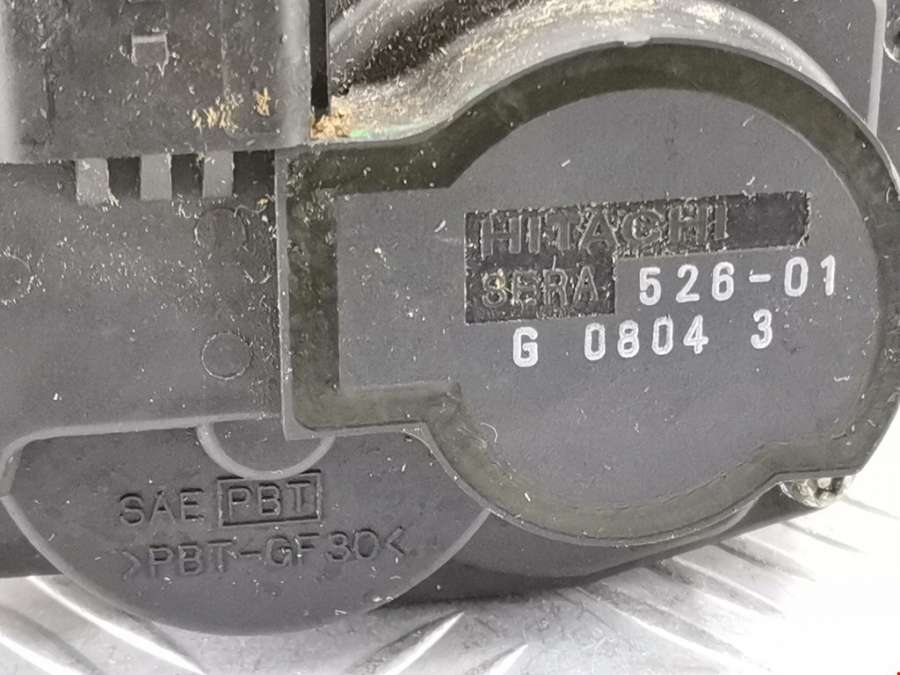 HITACHI
SERA 526-01
G 0804 3
SAE PBT
>PBT-GF30<